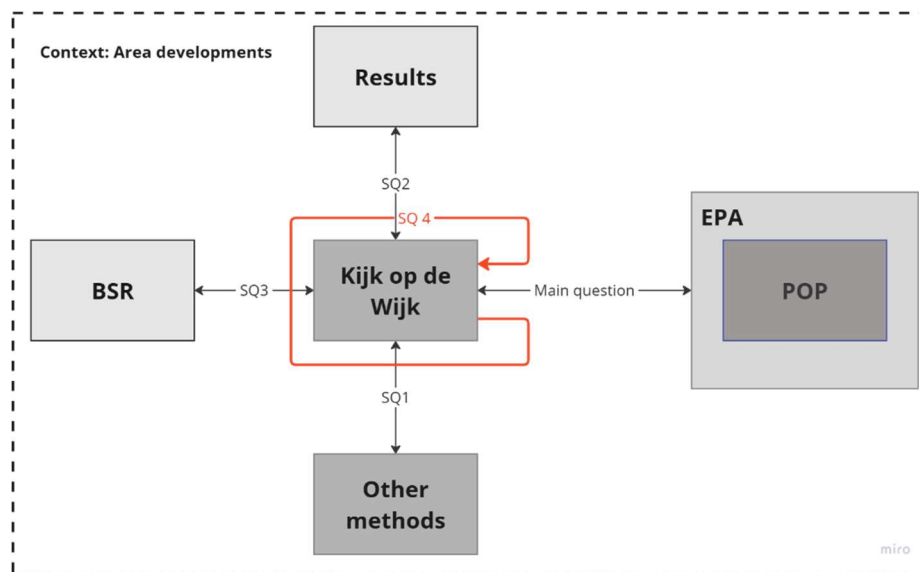 Context: Area developments
Results
SQ2
SQ 4
EPA
BSR
SQ3
Kijk op de
Wijk
Main question
POP
SQ1
Other
methods
miro